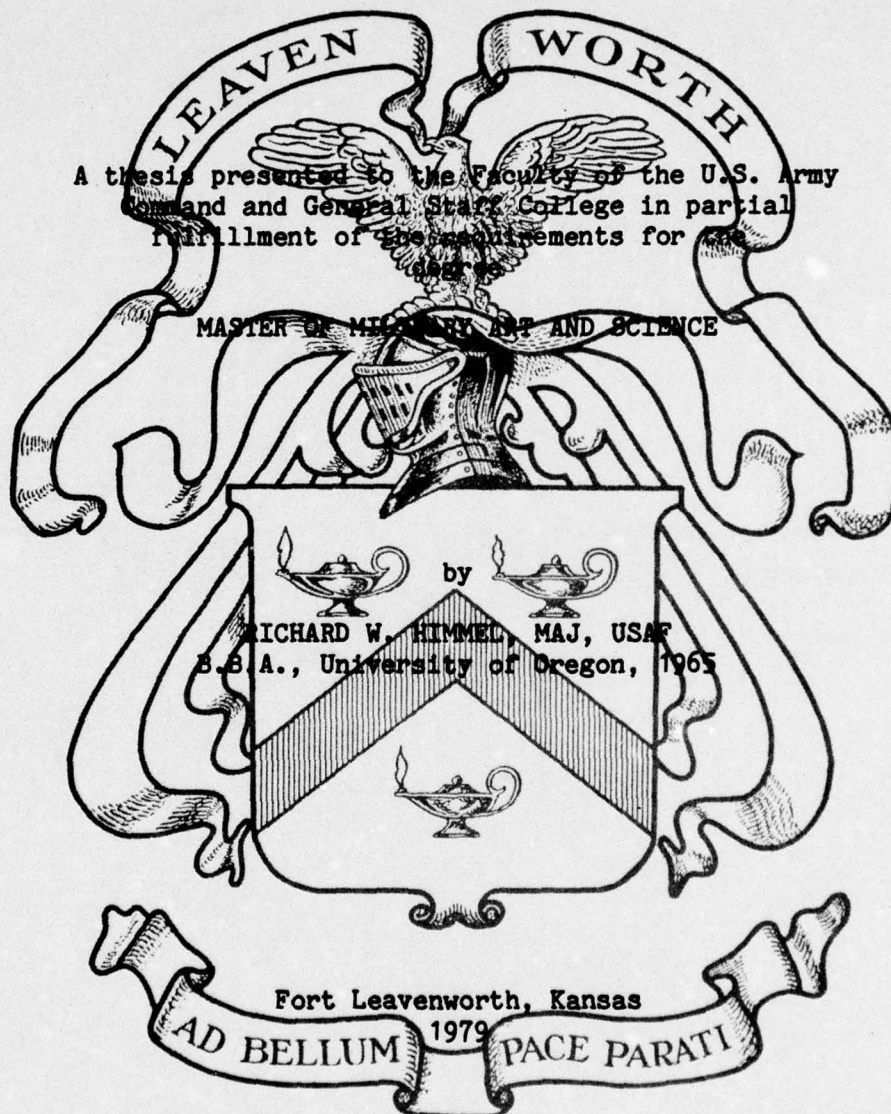 LEAVEN WORTH
A thesis presented to the Faculty of the U.S. Army
Command and General Staff College in partial
fulfillment of the requirements for the
degree
MASTER OF MILITARY ART AND SCIENCE
by
RICHARD W. HIMMEL, MAJ, USAF
B.B.A., University of Oregon, 1965
Fort Leavenworth, Kansas
1979
AD BELLUM PACE PARATI